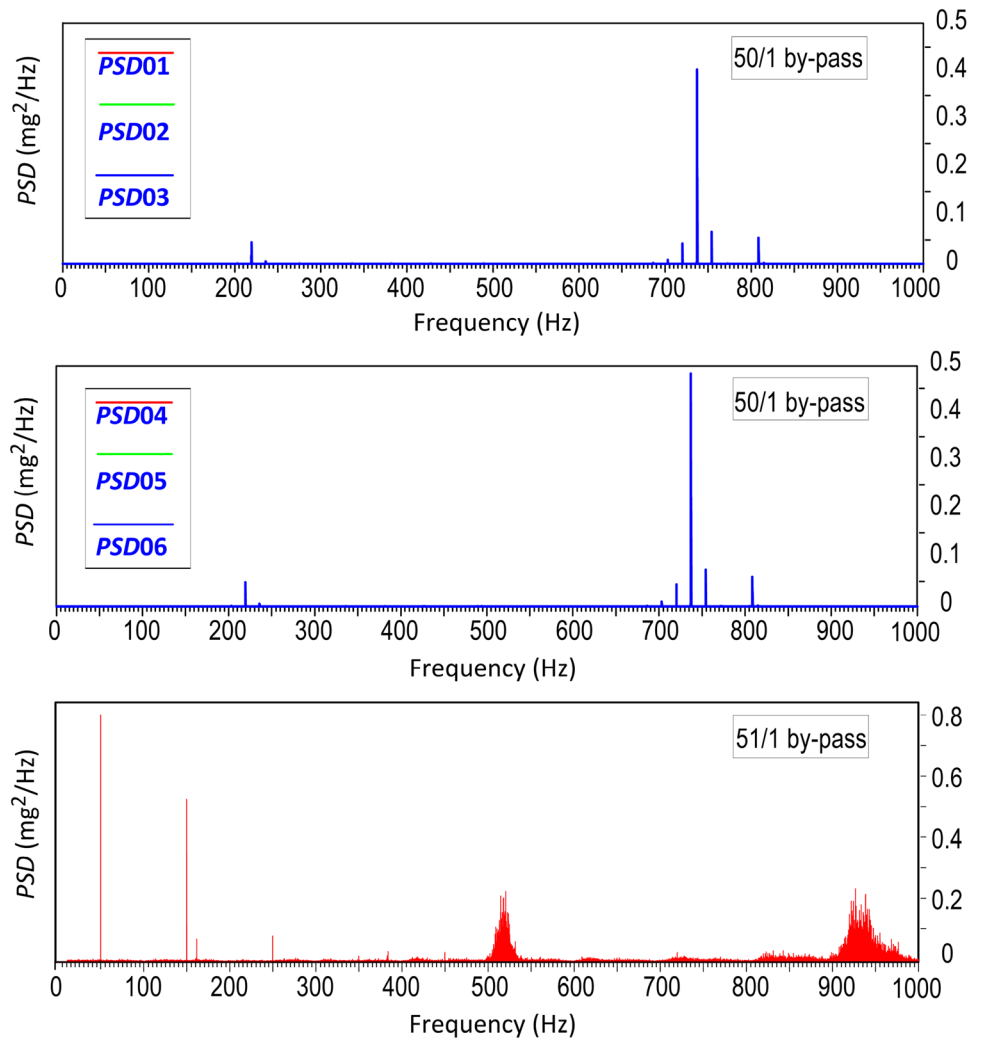 0.5
50/1 by-pass
PSD01
0.4
PSD02
0.3
PSD03
0.2
0.1
0
PSD (mg²/Hz)
0 100 200 300 400 500 600 700 800 900 1000
Frequency (Hz)
0.5
50/1 by-pass
PSD04
0.4
PSD05
0.3
PSD06
0.2
0.1
0
PSD (mg²/Hz)
0 100 200 300 400 500 600 700 800 900 1000
Frequency (Hz)
51/1 by-pass
0.8
0.6
0.4
0.2
0
PSD (mg²/Hz)
0 100 200 300 400 500 600 700 800 900 1000
Frequency (Hz)